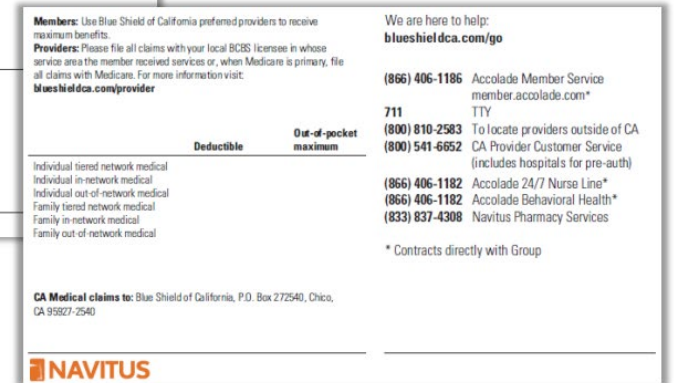 Members: Use Blue Shield of California preferred providers to receive
maximum benefits.
Providers: Please file all claims with your local BCBS licensee in whose
service area the member received services or, when Medicare is primary, file
all claims with Medicare. For more information visit:
blueshieldca.com/provider
Deductible Out-of-pocket maximum
Individual tiered network medical
Individual in-network medical
Individual out-of-network medical
Family tiered network medical
Family in-network medical
Family out-of-network medical
CA Medical claims to: Blue Shield of California, P.O. Box 272540, Chico,
CA 95927-2540
NAVITUS
We are here to help:
blueshieldca.com/go
(866) 406-1186 Accolade Member Service
member.accolade.com*
711 TTY
(800) 810-2583 To locate providers outside of CA
(800) 541-6652 CA Provider Customer Service
(includes hospitals for pre-auth)
(866) 406-1182 Accolade 24/7 Nurse Line*
(866) 406-1182 Accolade Behavioral Health*
(833) 837-4308 Navitus Pharmacy Services
* Contracts directly with Group